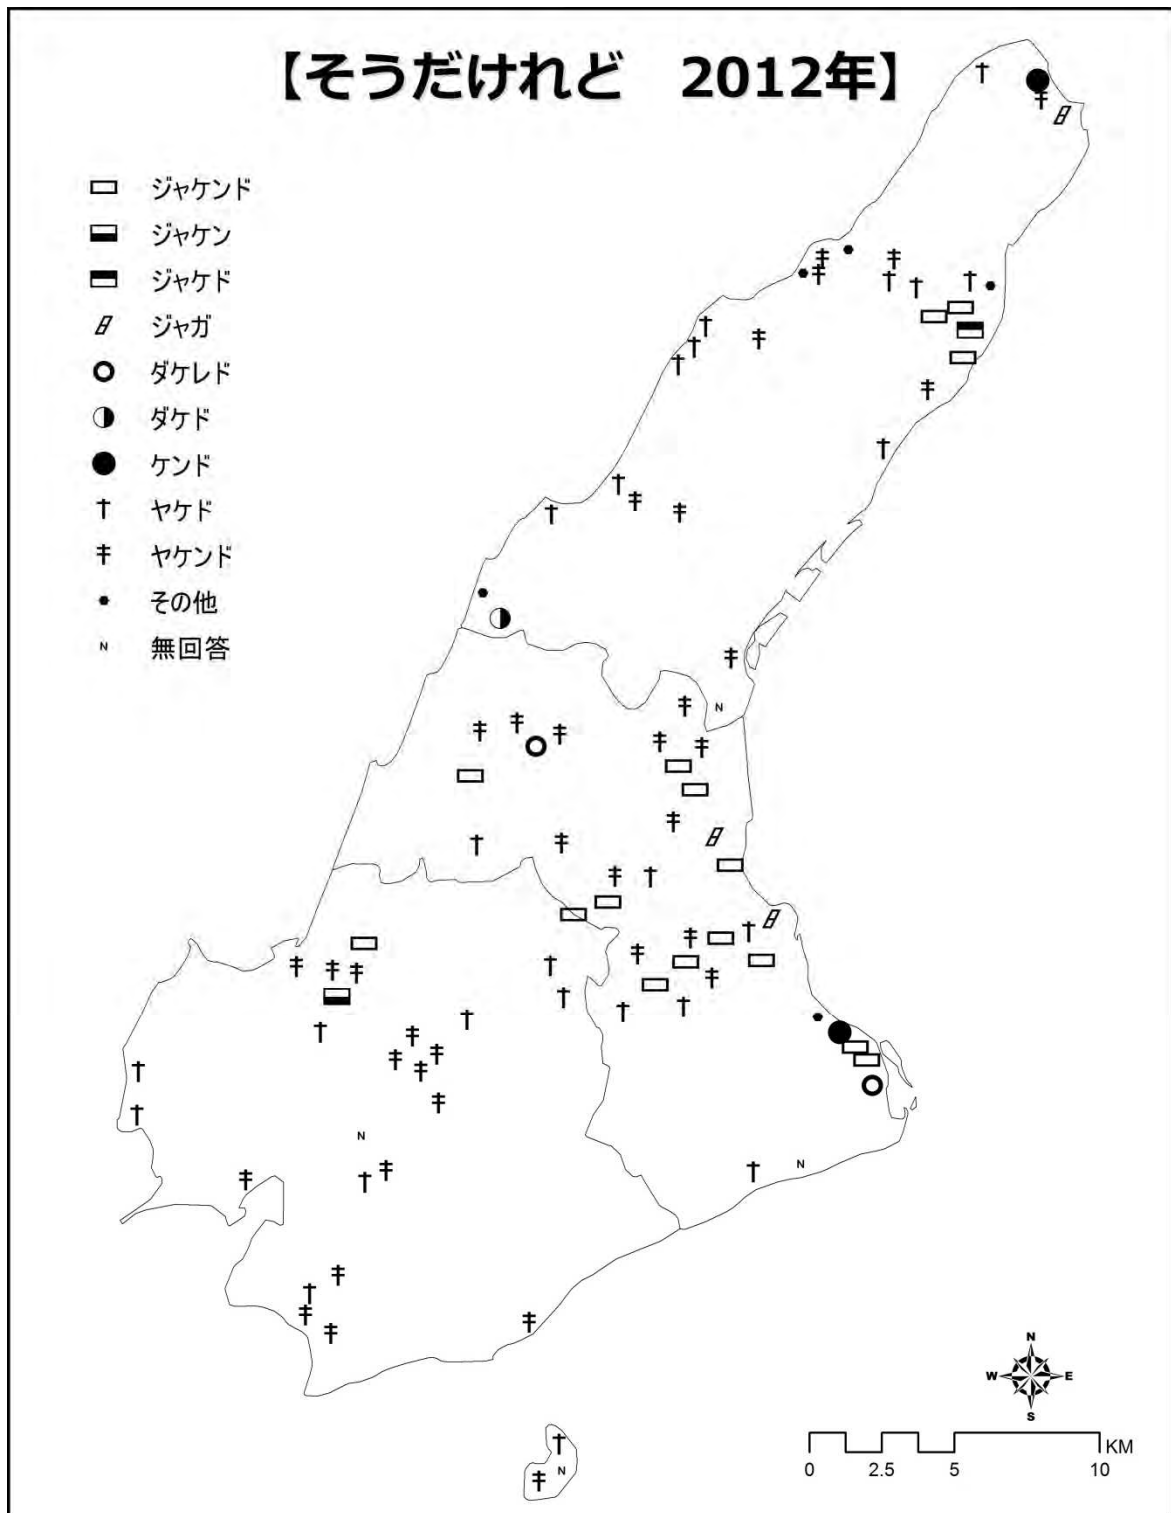 【そうだけれど　2012年】
ジャケンド
ジャケン
ジャケド
ジャガ
ダケレド
ダケド
ケンド
ヤケド
ヤケンド
その他
N 無回答
N
N
N
N
N
W E
S
KM
0 2.5 5 10